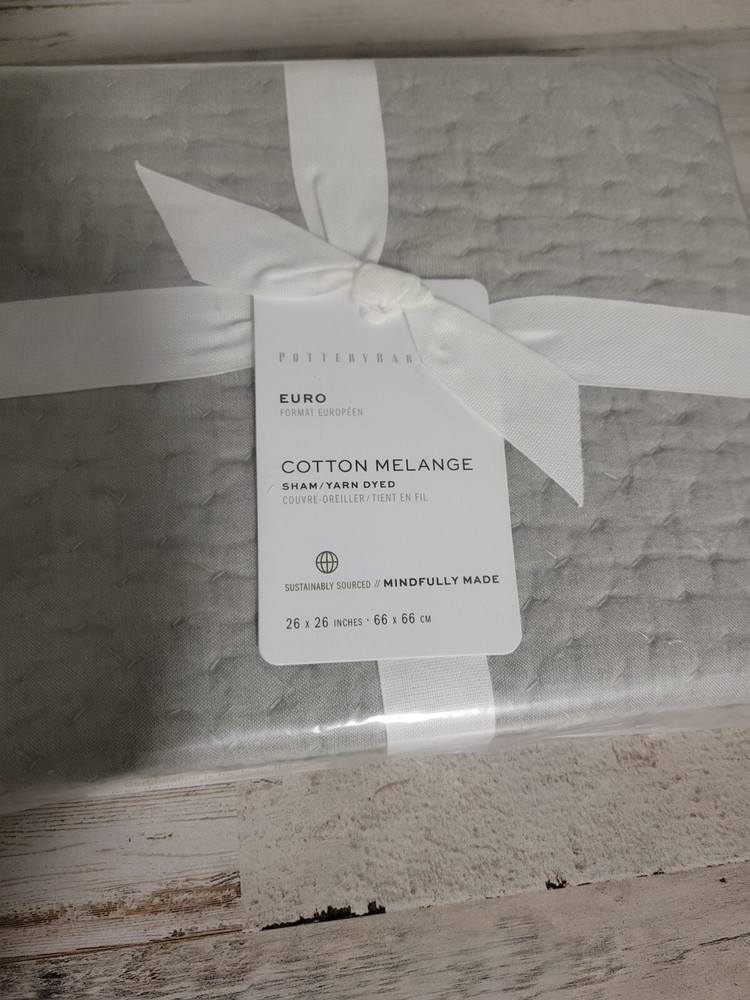 POTTERYBAR
EURO
FORMAT EUROPÉEN
COTTON MELANGE
SHAM/YARN DYED
COUVRE-OREILLER/TIENT EN FIL
SUSTAINABLY SOURCED // MINDFULLY MADE
26 x 26 INCHES · 66 x 66 CM